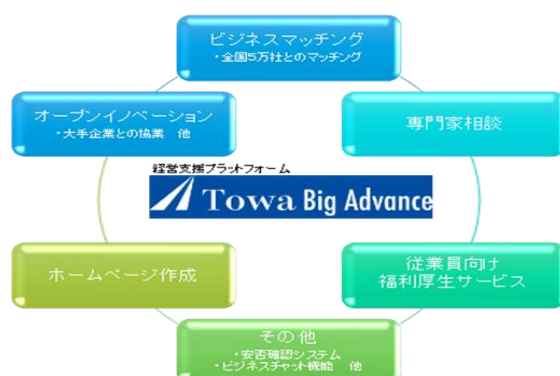 ビジネスマッチング
・全国5万社とのマッチング
オープンイノベーション
・大手企業との協業　他
専門家相談
経営支援プラットフォーム
Towa Big Advance
ホームページ作成
従業員向け
福利厚生サービス
その他
・安否確認システム
・ビジネスチャット機能　他